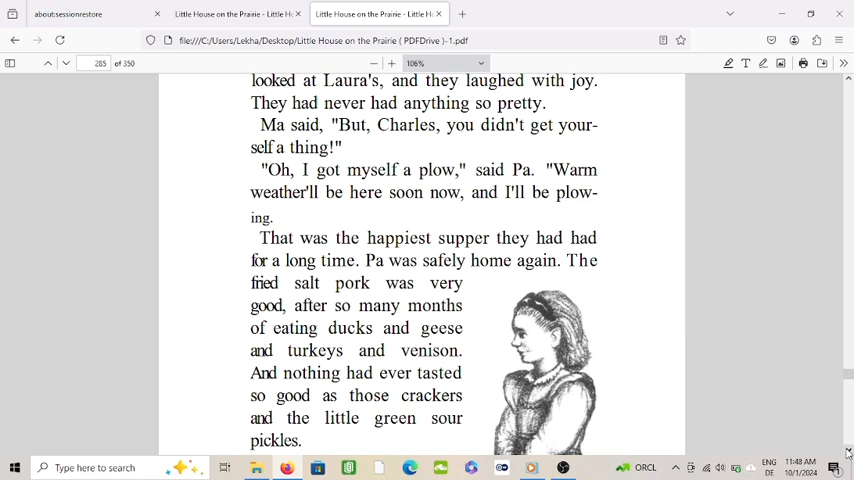 about:sessionrestore
Little House on the Prairie - Little H
Little House on the Prairie - Little H
file:///C:/Users/Lekha/Desktop/Little House on the Prairie ( PDFDrive )-1.pdf
285 of 350
106%
looked at Laura's, and they laughed with joy.
They had never had anything so pretty.
Ma said, "But, Charles, you didn't get your-
self a thing!"
"Oh, I got myself a plow," said Pa. "Warm
weather'll be here soon now, and I'll be plow-
ing.
That was the happiest supper they had had
for a long time. Pa was safely home again. The
fried salt pork was very
good, after so many months
of eating ducks and geese
and turkeys and venison.
And nothing had ever tasted
so good as those crackers
and the little green sour
pickles.
Type here to search
ORCL
ENG
DE
11:48 AM
10/1/2024